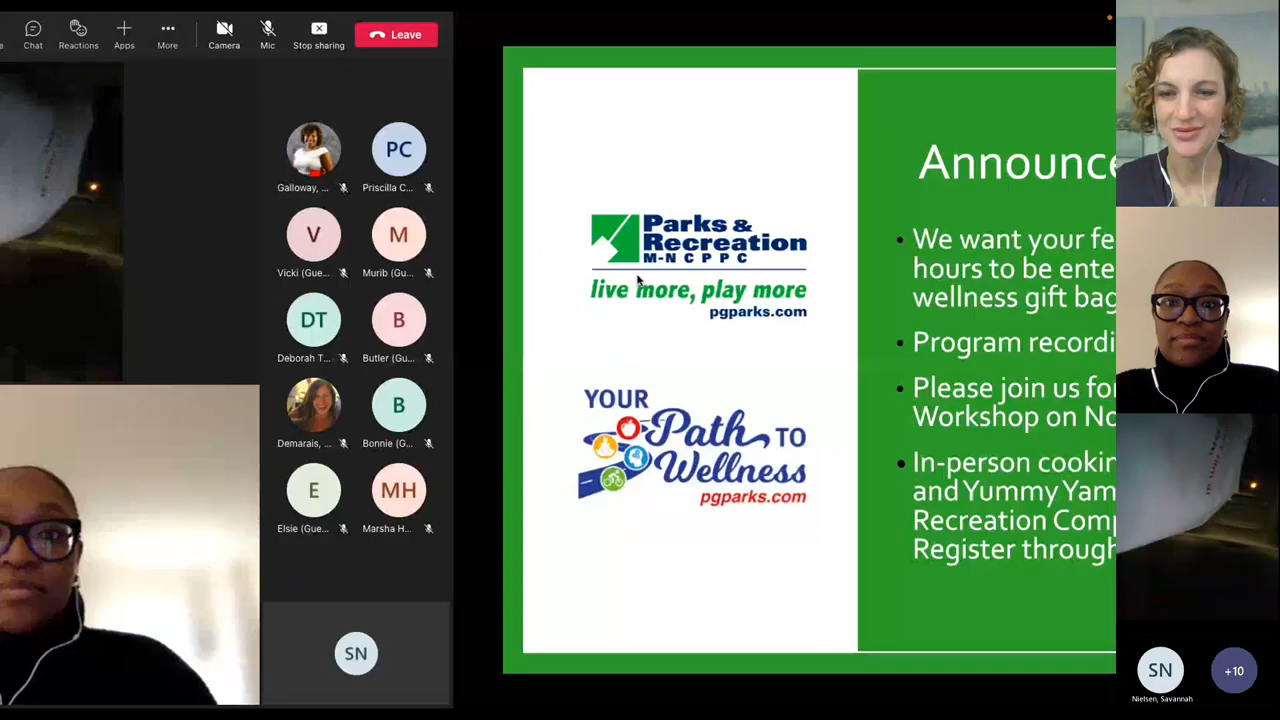 Chat
Reactions
Apps
More
Camera
Mic
Stop sharing
Leave
PC
Galloway, ...
Priscilla C...
V
M
Vicki (Gue...
Murib (Gu...
DT
B
Deborah T...
Butler (Gu...
B
Demarais, ...
Bonnie (G...
E
MH
Elsie (Gue...
Marsha H...
SN
Parks &
Recreation
M-NCPPC
live more, play more
pgparks.com
YOUR
Path TO
Wellness
pgparks.com
Announce
• We want your fe
hours to be ente
wellness gift bag
• Program recordi
• Please join us fo
Workshop on No
• In-person cookin
and Yummy Yam
Recreation Comp
Register through
SN
+10
Nielsen, Savannah